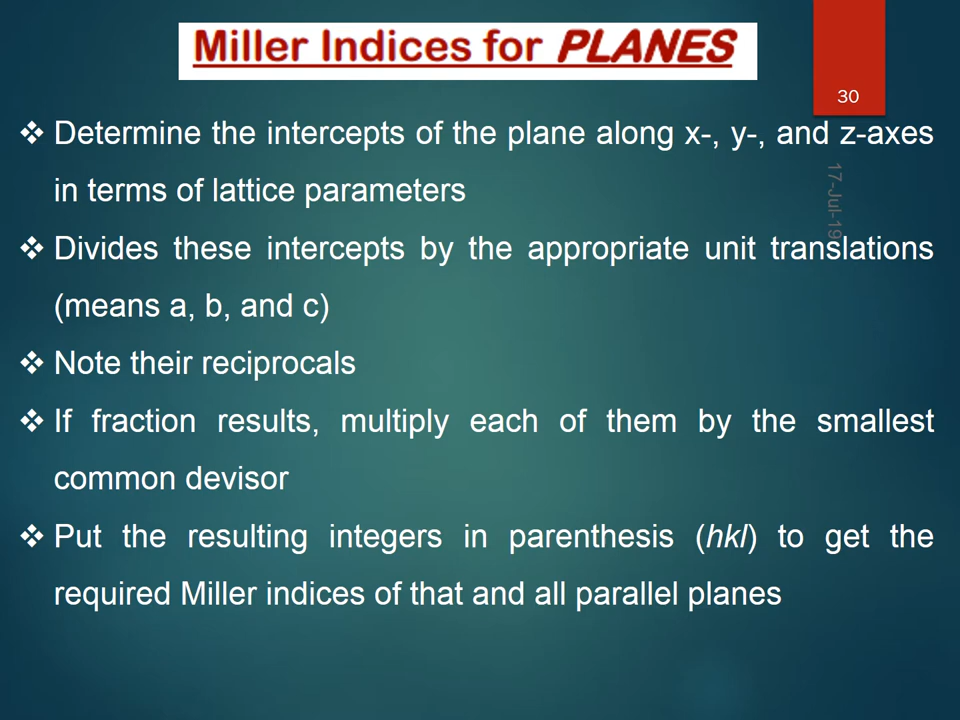 Miller Indices for PLANES
30
17-Jul-19
❖ Determine the intercepts of the plane along x-, y-, and z-axes
in terms of lattice parameters
❖ Divides these intercepts by the appropriate unit translations
(means a, b, and c)
❖ Note their reciprocals
❖ If fraction results, multiply each of them by the smallest
common devisor
❖ Put the resulting integers in parenthesis (hkl) to get the
required Miller indices of that and all parallel planes